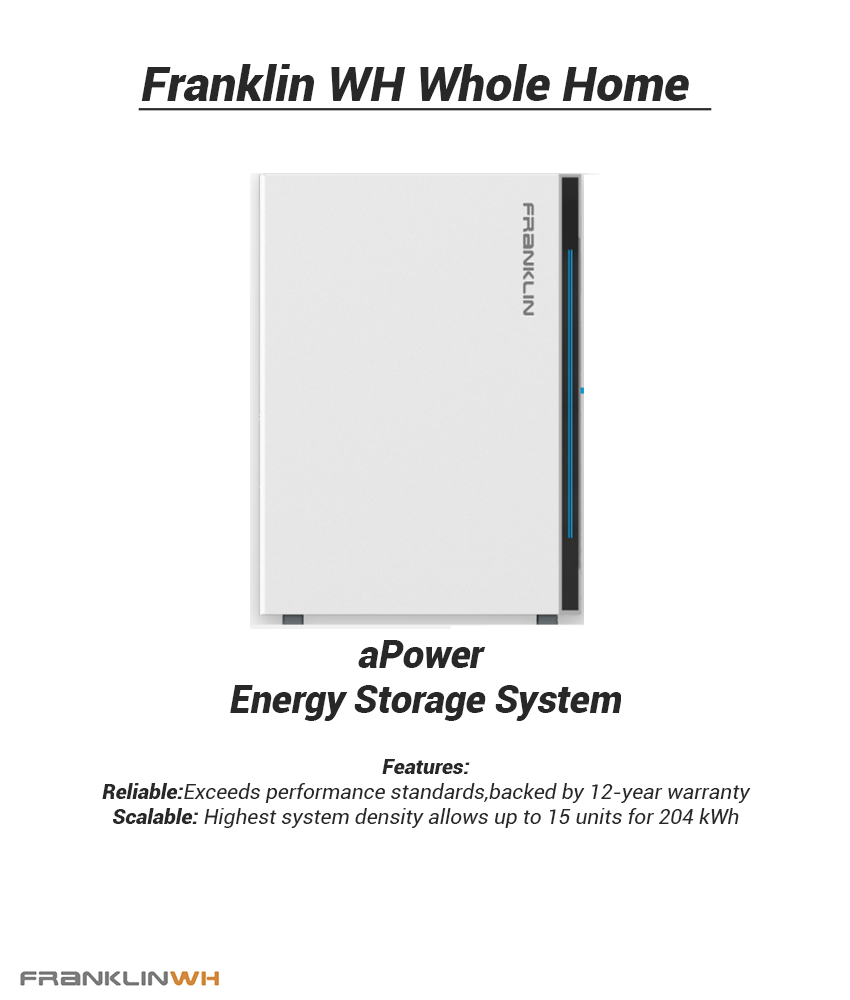 Franklin WH Whole Home
FRANKLIN
aPower
Energy Storage System
Features:
Reliable:Exceeds performance standards,backed by 12-year warranty
Scalable: Highest system density allows up to 15 units for 204 kWh
FRANKLINWH